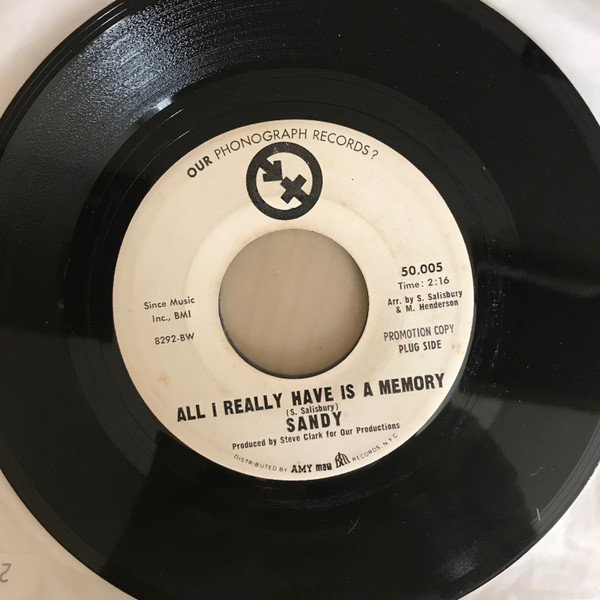 OUR PHONOGRAPH RECORDS?
Since Music
Inc., BMI
8292-BW
50.005
Time: 2:16
Arr. by S. Salisbury
& M. Henderson
PROMOTION COPY
PLUG SIDE
ALL I REALLY HAVE IS A MEMORY
(S. Salisbury)
SANDY
Produced by Steve Clark for Our Productions
DISTRIBUTED BY AMY mala Bell RECORDS, N.Y.C.
2